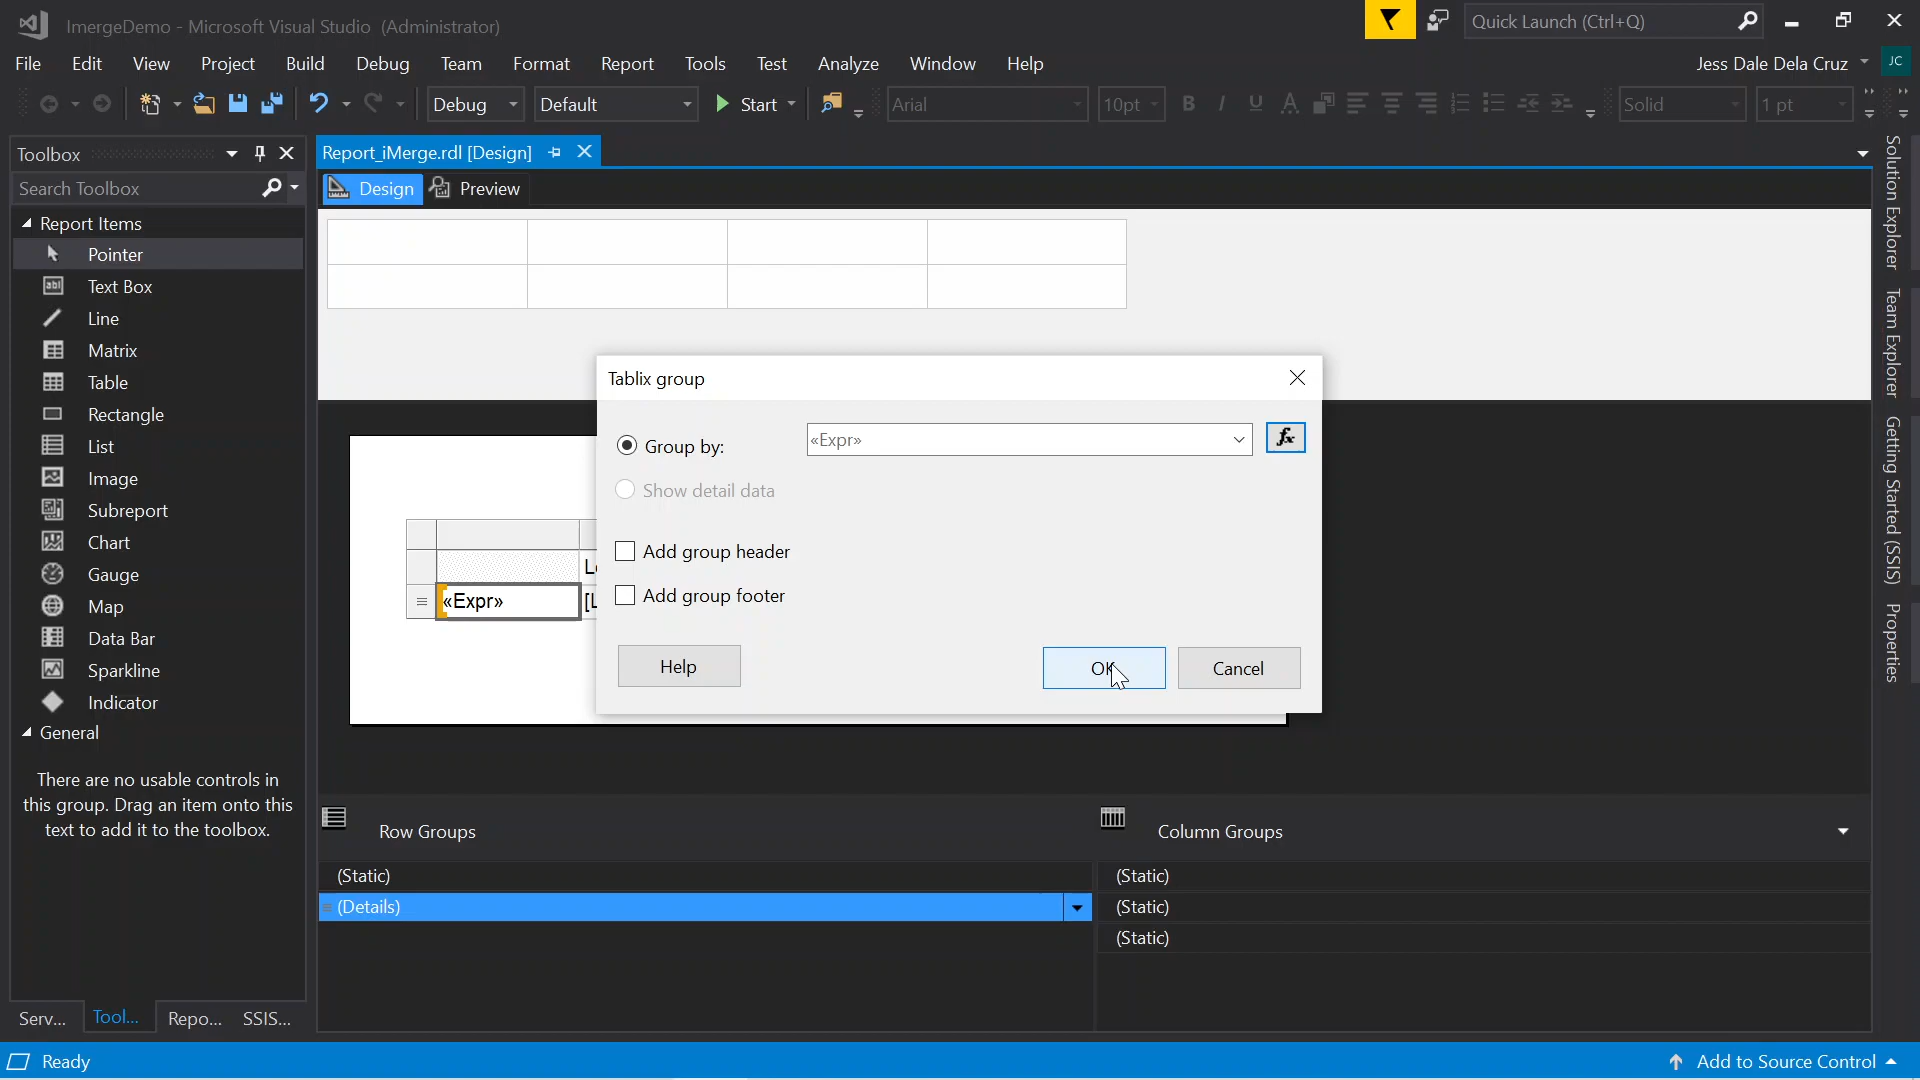 ImergeDemo - Microsoft Visual Studio (Administrator)
Quick Launch (Ctrl+Q)
File Edit View Project Build Debug Team Format Report Tools Test Analyze Window Help
Jess Dale Dela Cruz JC
Debug Default Start Arial 10pt B I U A Solid 1 pt
Toolbox
Report_iMerge.rdl [Design]
Search Toolbox
Design Preview
Report Items
Pointer
abl Text Box
Line
Matrix
Table
Rectangle
List
Image
Subreport
Chart
Gauge
Map
Data Bar
Sparkline
Indicator
General
There are no usable controls in
this group. Drag an item onto this
text to add it to the toolbox.
Serv... Tool... Repo... SSIS...
«Expr»
Tablix group
Group by: «Expr» fx
Show detail data
Add group header
Add group footer
Help OK Cancel
Row Groups
(Static)
(Details)
Column Groups
(Static)
(Static)
(Static)
Solution Explorer
Team Explorer
Getting Started (SSIS)
Properties
Ready
Add to Source Control